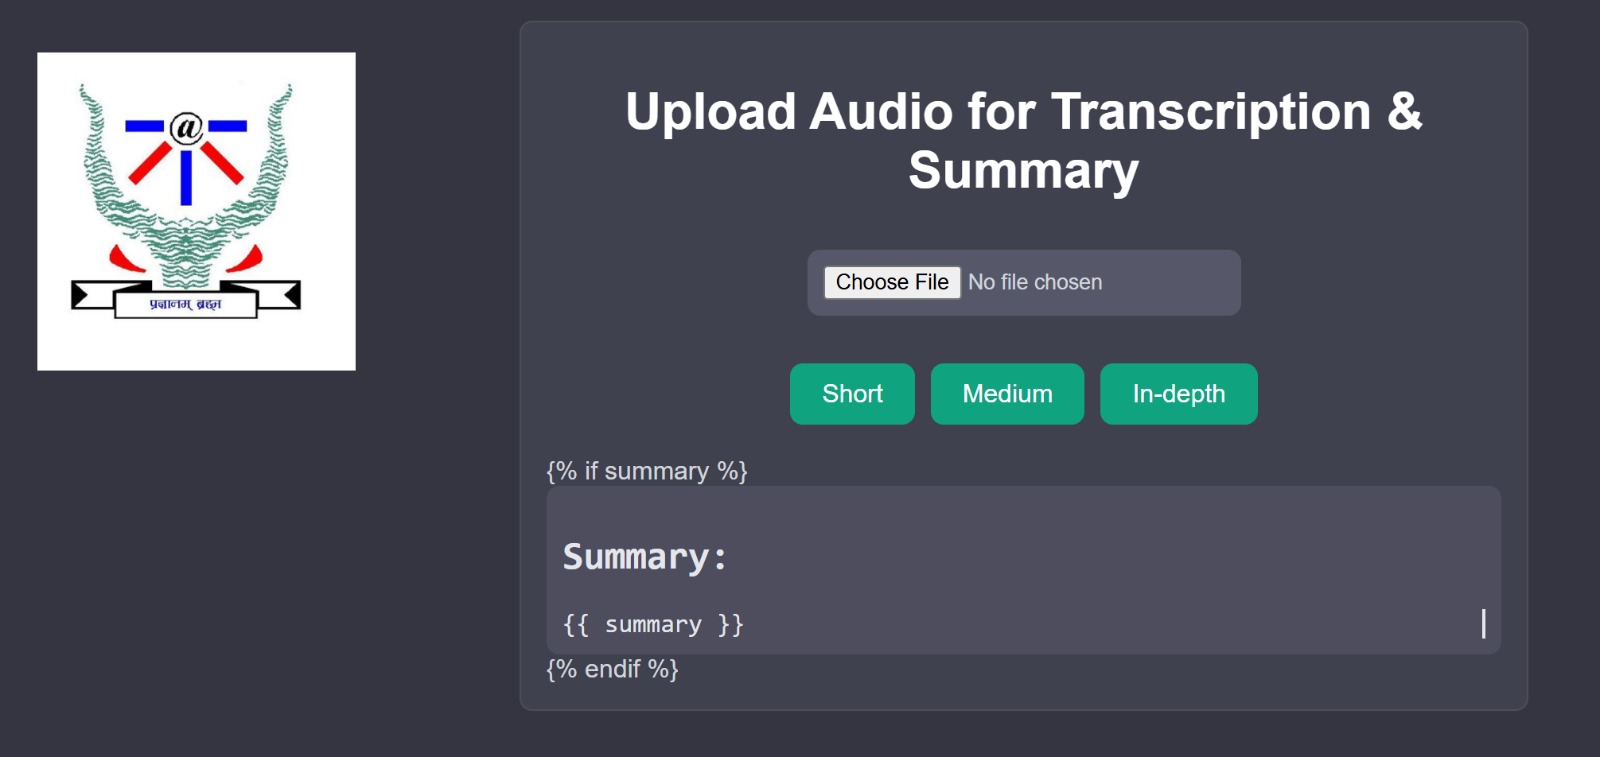 @
प्रज्ञानम् ब्रह्म
Upload Audio for Transcription &
Summary
Choose File No file chosen
Short Medium In-depth
{% if summary %}
Summary:
{{ summary }}
{% endif %}